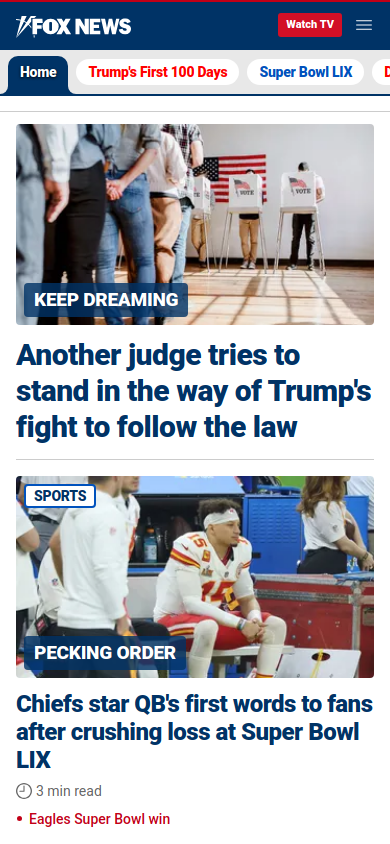 FOX NEWS
Watch TV
Home
Trump's First 100 Days
Super Bowl LIX
D
VOTE
VOTE
KEEP DREAMING
Another judge tries to
stand in the way of Trump's
fight to follow the law
SPORTS
15
PECKING ORDER
Chiefs star QB's first words to fans
after crushing loss at Super Bowl
LIX
3 min read
Eagles Super Bowl win